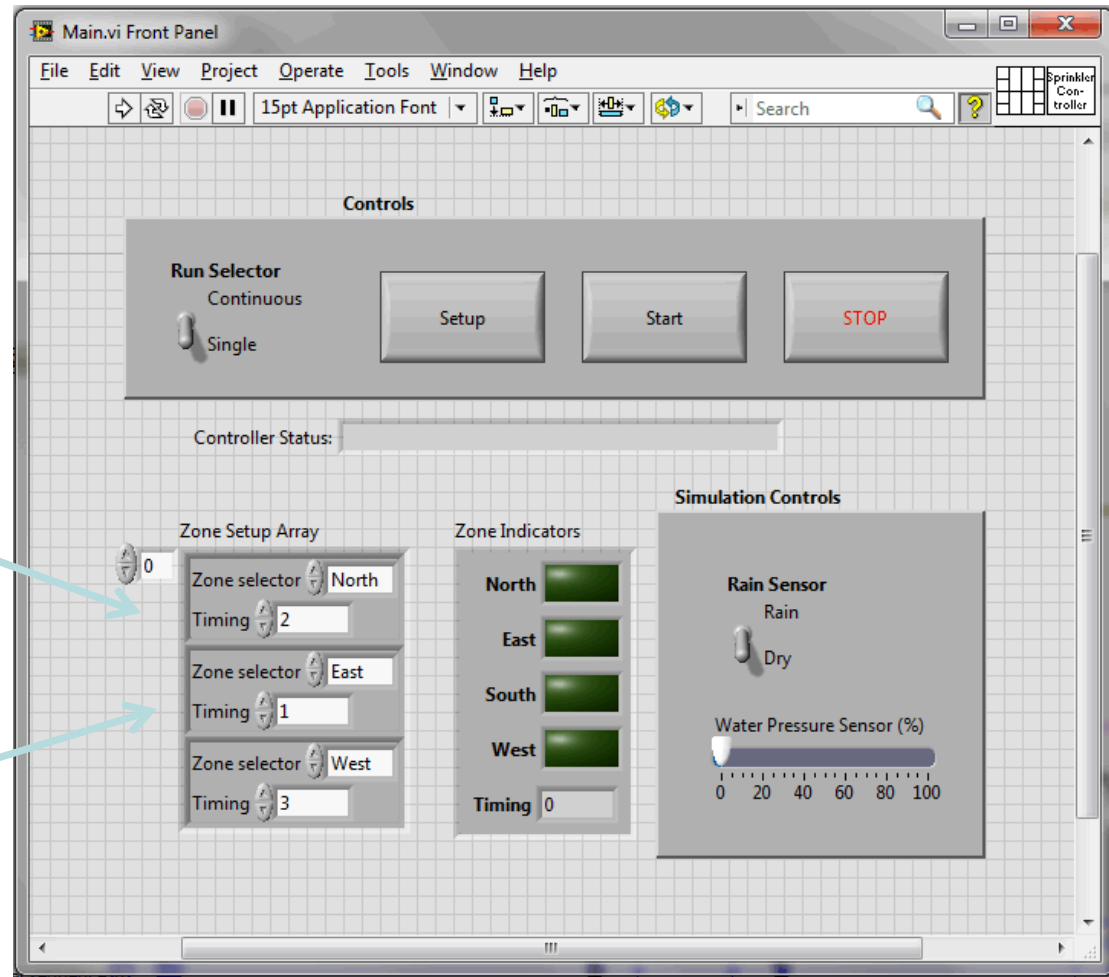 Main.vi Front Panel
File Edit View Project Operate Tools Window Help
Sprinkler
Con-
troller
15pt Application Font
Search
Controls
Run Selector
Continuous
Single
Setup
Start
STOP
Controller Status:
Zone Setup Array
0
Zone selector North
Timing 2
Zone selector East
Timing 1
Zone selector West
Timing 3
Zone Indicators
North
East
South
West
Timing 0
Simulation Controls
Rain Sensor
Rain
Dry
Water Pressure Sensor (%)
0 20 40 60 80 100